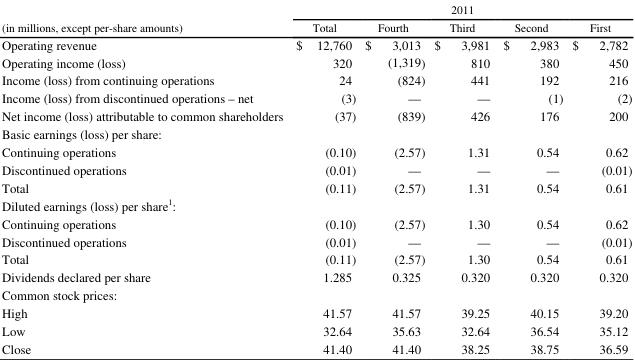 2011
(in millions, except per-share amounts) Total Fourth Third Second First
Operating revenue $ 12,760 $ 3,013 $ 3,981 $ 2,983 $ 2,782
Operating income (loss) 320 (1,319) 810 380 450
Income (loss) from continuing operations 24 (824) 441 192 216
Income (loss) from discontinued operations – net (3) — — (1) (2)
Net income (loss) attributable to common shareholders (37) (839) 426 176 200
Basic earnings (loss) per share:
Continuing operations (0.10) (2.57) 1.31 0.54 0.62
Discontinued operations (0.01) — — — (0.01)
Total (0.11) (2.57) 1.31 0.54 0.61
Diluted earnings (loss) per share1:
Continuing operations (0.10) (2.57) 1.30 0.54 0.62
Discontinued operations (0.01) — — — (0.01)
Total (0.11) (2.57) 1.30 0.54 0.61
Dividends declared per share 1.285 0.325 0.320 0.320 0.320
Common stock prices:
High 41.57 41.57 39.25 40.15 39.20
Low 32.64 35.63 32.64 36.54 35.12
Close 41.40 41.40 38.25 38.75 36.59